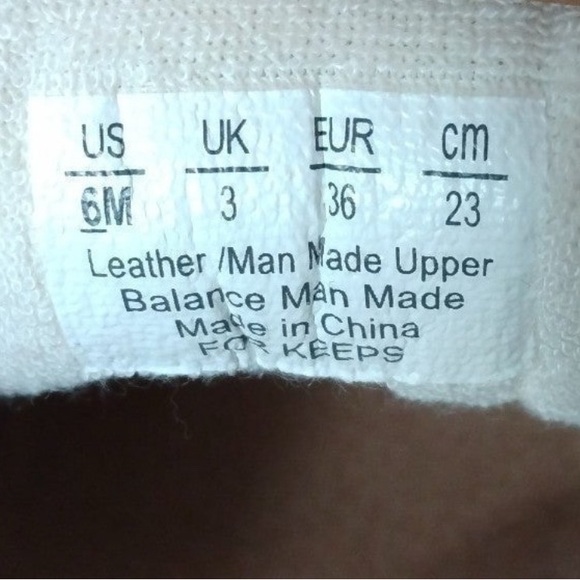 US UK EUR cm
6M 3 36 23
Leather /Man Made Upper
Balance Man Made
Made in China
FOR KEEPS